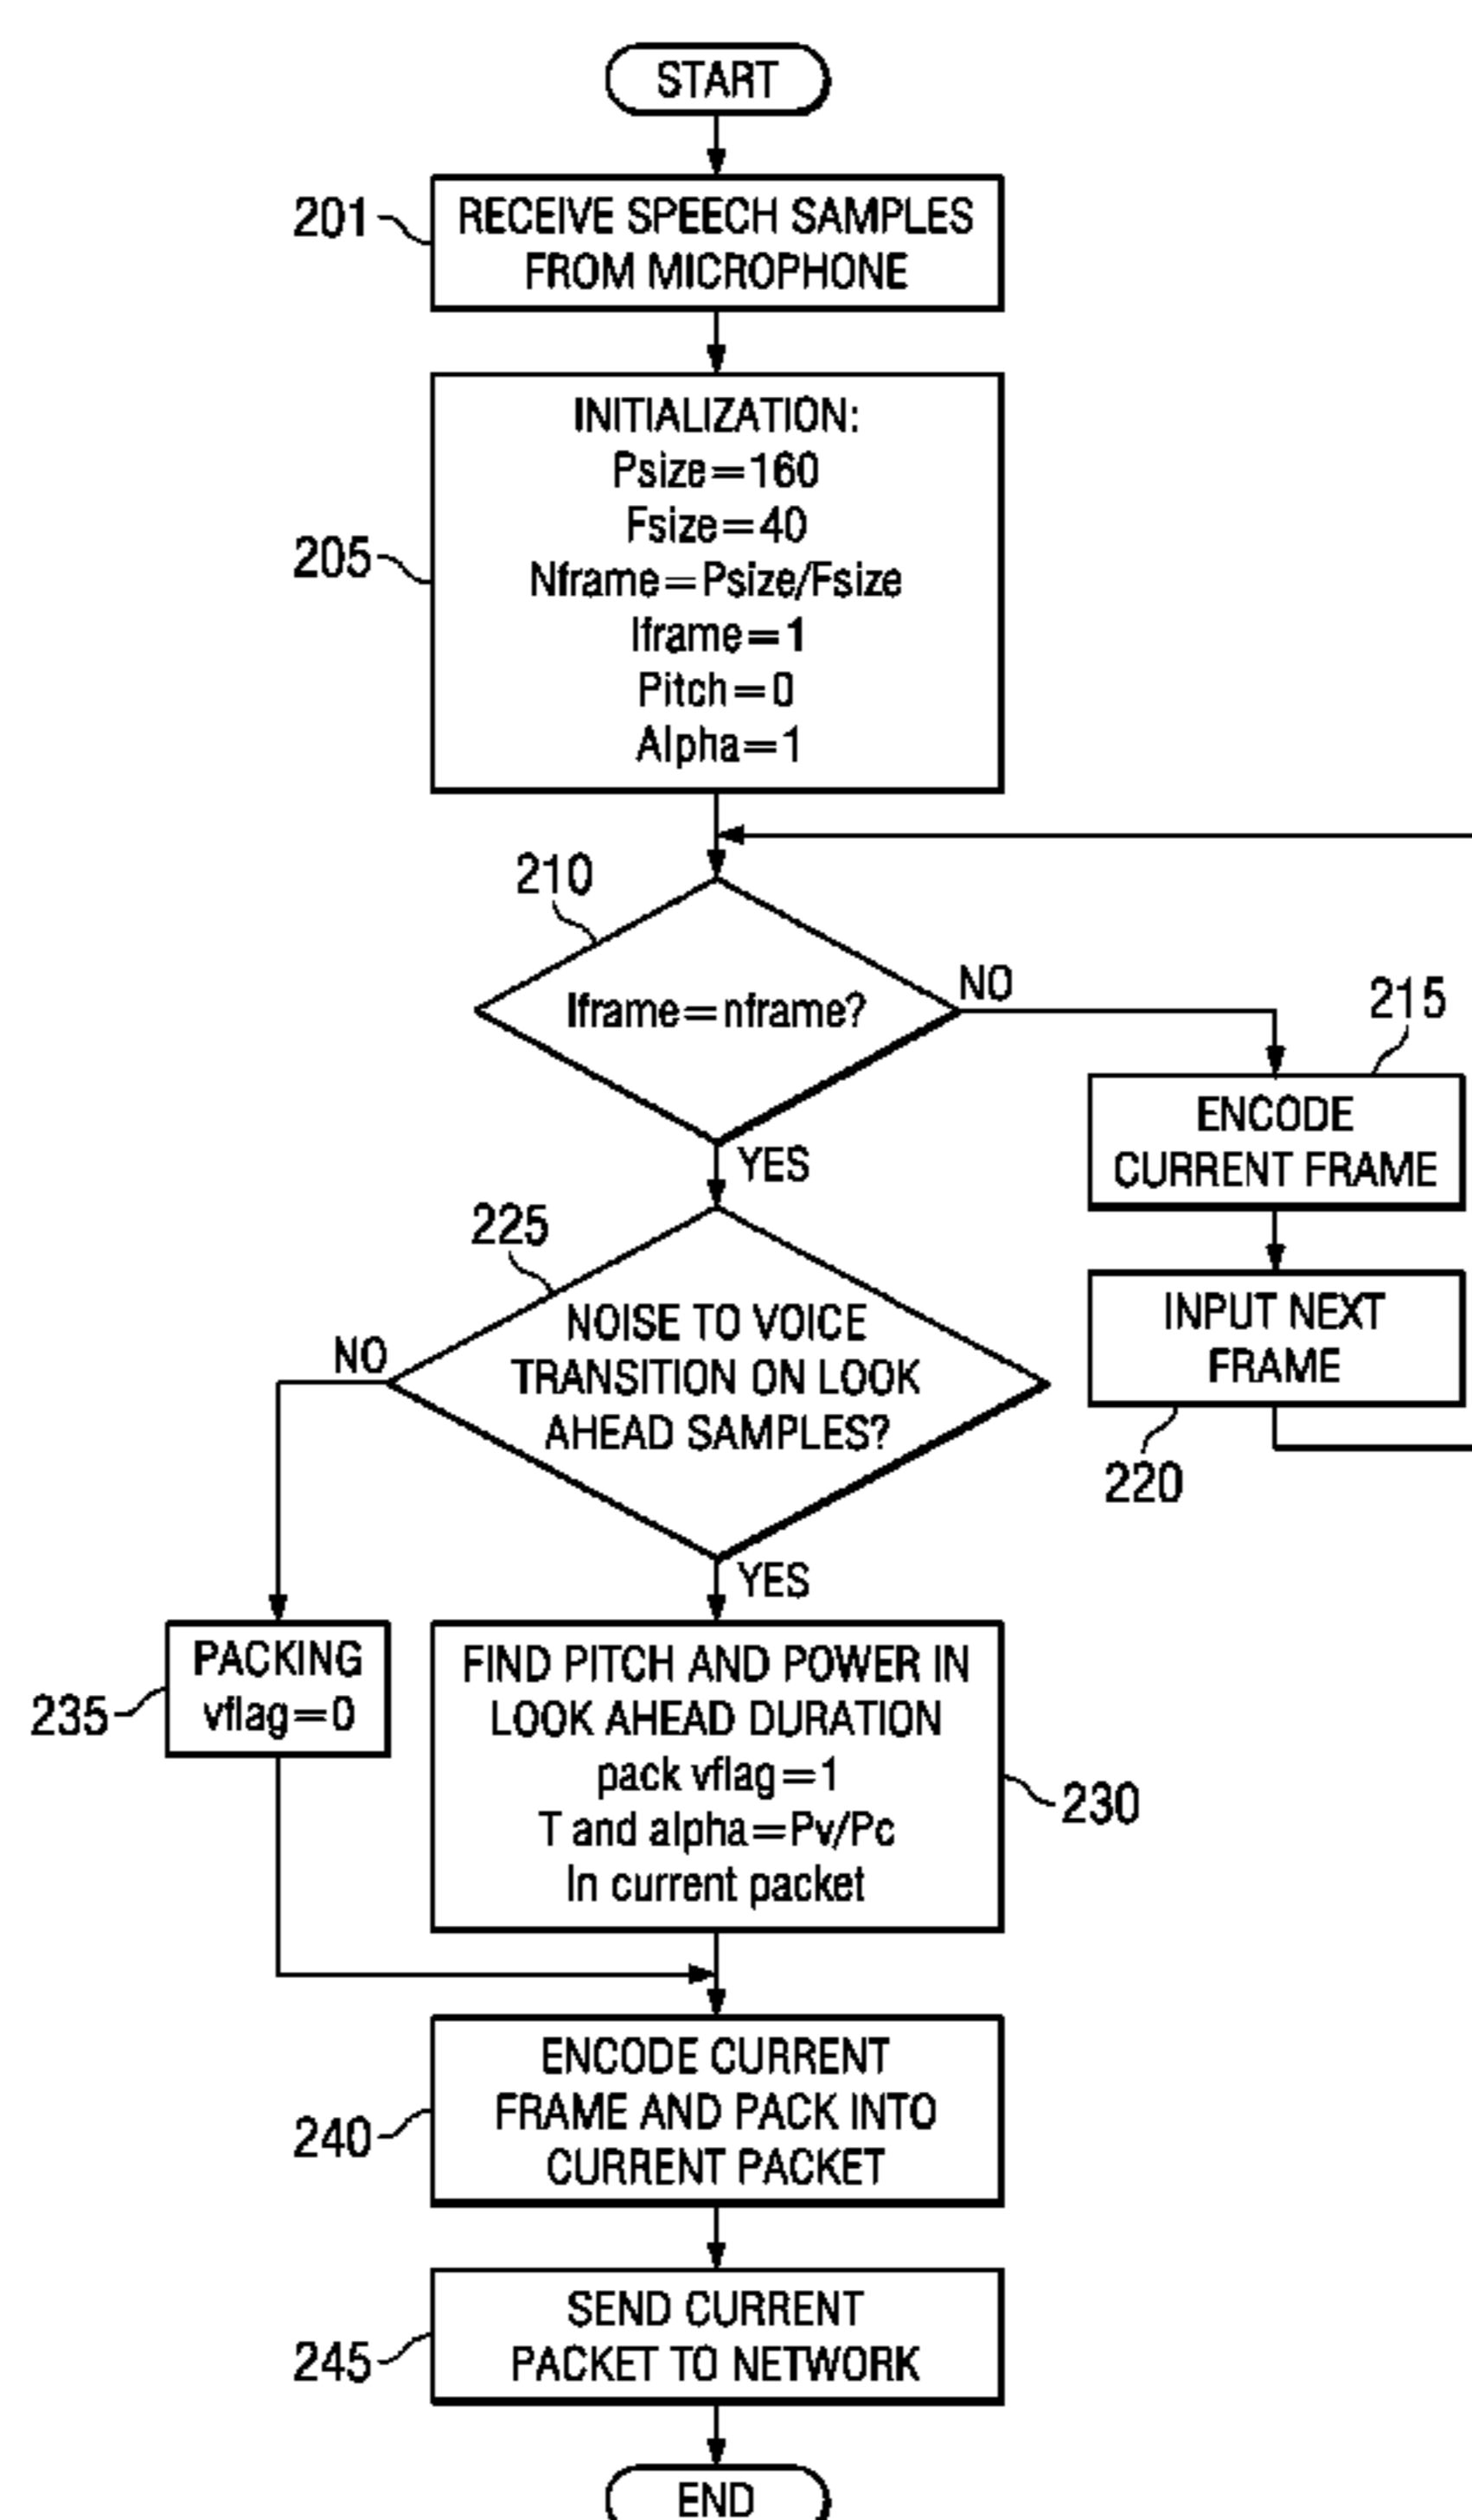 START
201
RECEIVE SPEECH SAMPLES
FROM MICROPHONE
205
INITIALIZATION:
Psize=160
Fsize=40
Nframe=Psize/Fsize
Iframe=1
Pitch=0
Alpha=1
210
Iframe=nframe?
NO
YES
215
ENCODE
CURRENT FRAME
INPUT NEXT
FRAME
220
225
NOISE TO VOICE
TRANSITION ON LOOK
AHEAD SAMPLES?
NO
YES
235
PACKING
vflag=0
FIND PITCH AND POWER IN
LOOK AHEAD DURATION
pack vflag=1
T and alpha=Pv/Pc
In current packet
230
240
ENCODE CURRENT
FRAME AND PACK INTO
CURRENT PACKET
245
SEND CURRENT
PACKET TO NETWORK
END